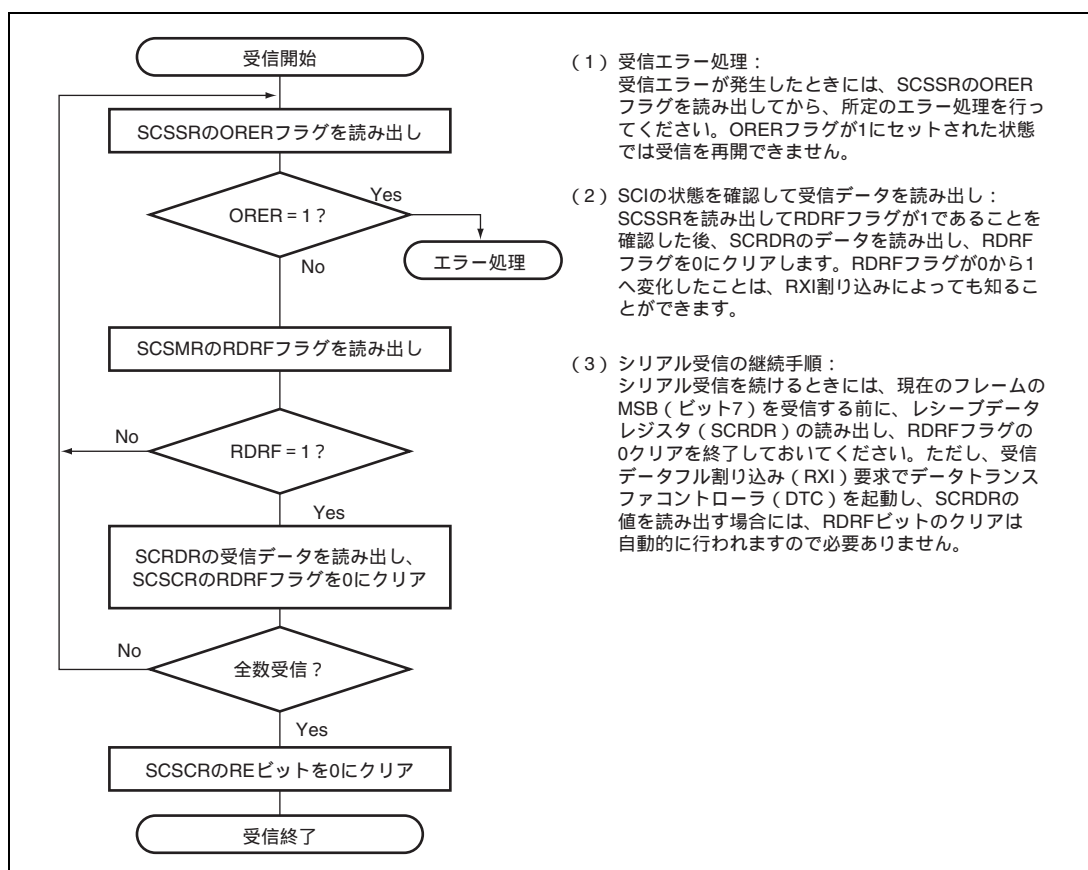 受信開始
SCSSRのORERフラグを読み出し
ORER = 1？
Yes
エラー処理
No
SCSMRのRDRFフラグを読み出し
No
RDRF = 1？
Yes
SCRDRの受信データを読み出し、
SCSCRのRDRFフラグを0にクリア
No
全数受信？
Yes
SCSCRのREビットを0にクリア
受信終了
（1）受信エラー処理：
受信エラーが発生したときには、SCSSRのORER
フラグを読み出してから、所定のエラー処理を行っ
てください。ORERフラグが1にセットされた状態
では受信を再開できません。
（2）SCIの状態を確認して受信データを読み出し：
SCSSRを読み出してRDRFフラグが1であることを
確認した後、SCRDRのデータを読み出し、RDRF
フラグを0にクリアします。RDRFフラグが0から1
へ変化したことは、RXI割り込みによっても知るこ
とができます。
（3）シリアル受信の継続手順：
シリアル受信を続けるときには、現在のフレームの
MSB（ビット7）を受信する前に、レシーブデータ
レジスタ（SCRDR）の読み出し、RDRFフラグの
0クリアを終了しておいてください。ただし、受信
データフル割り込み（RXI）要求でデータトランス
ファコントローラ（DTC）を起動し、SCRDRの
値を読み出す場合には、RDRFビットのクリアは
自動的に行われますので必要ありません。